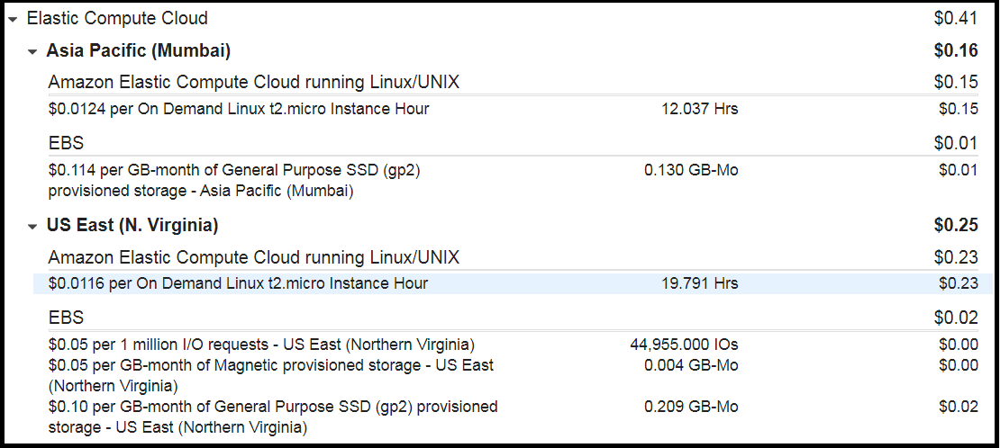 Elastic Compute Cloud $0.41
Asia Pacific (Mumbai) $0.16
Amazon Elastic Compute Cloud running Linux/UNIX $0.15
$0.0124 per On Demand Linux t2.micro Instance Hour 12.037 Hrs $0.15
EBS $0.01
$0.114 per GB-month of General Purpose SSD (gp2) 0.130 GB-Mo $0.01
provisioned storage - Asia Pacific (Mumbai)
US East (N. Virginia) $0.25
Amazon Elastic Compute Cloud running Linux/UNIX $0.23
$0.0116 per On Demand Linux t2.micro Instance Hour 19.791 Hrs $0.23
EBS $0.02
$0.05 per 1 million I/O requests - US East (Northern Virginia) 44,955.000 IOs $0.00
$0.05 per GB-month of Magnetic provisioned storage - US East 0.004 GB-Mo $0.00
(Northern Virginia)
$0.10 per GB-month of General Purpose SSD (gp2) provisioned 0.209 GB-Mo $0.02
storage - US East (Northern Virginia)